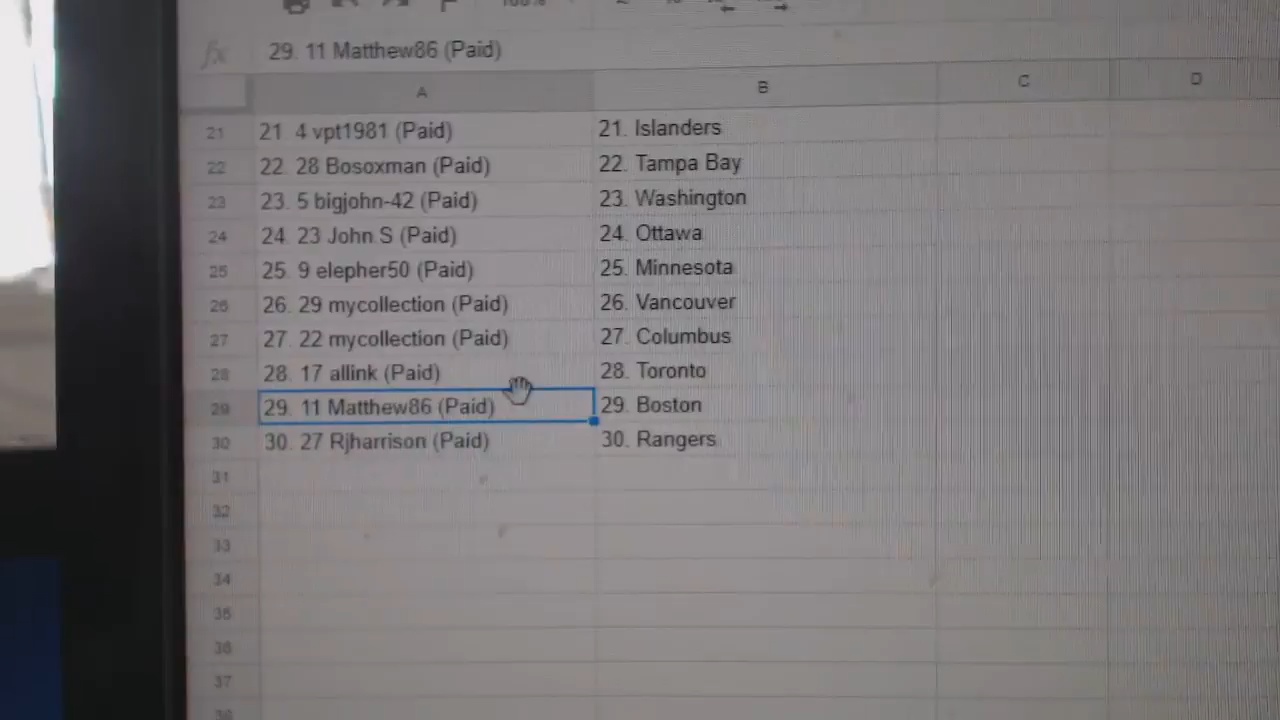 29. 11 Matthew86 (Paid)
A B C D
21 21 4 vpt1981 (Paid) 21. Islanders
22 22. 28 Bosoxman (Paid) 22. Tampa Bay
23 23. 5 bigjohn-42 (Paid) 23. Washington
24 24. 23 John S (Paid) 24. Ottawa
25 25. 9 elepher50 (Paid) 25. Minnesota
26 26. 29 mycollection (Paid) 26. Vancouver
27 27. 22 mycollection (Paid) 27. Columbus
28 28. 17 allink (Paid) 28. Toronto
29 29. 11 Matthew86 (Paid) 29. Boston
30 30. 27 Rjharrison (Paid) 30. Rangers
31
32
33
34
35
36
37